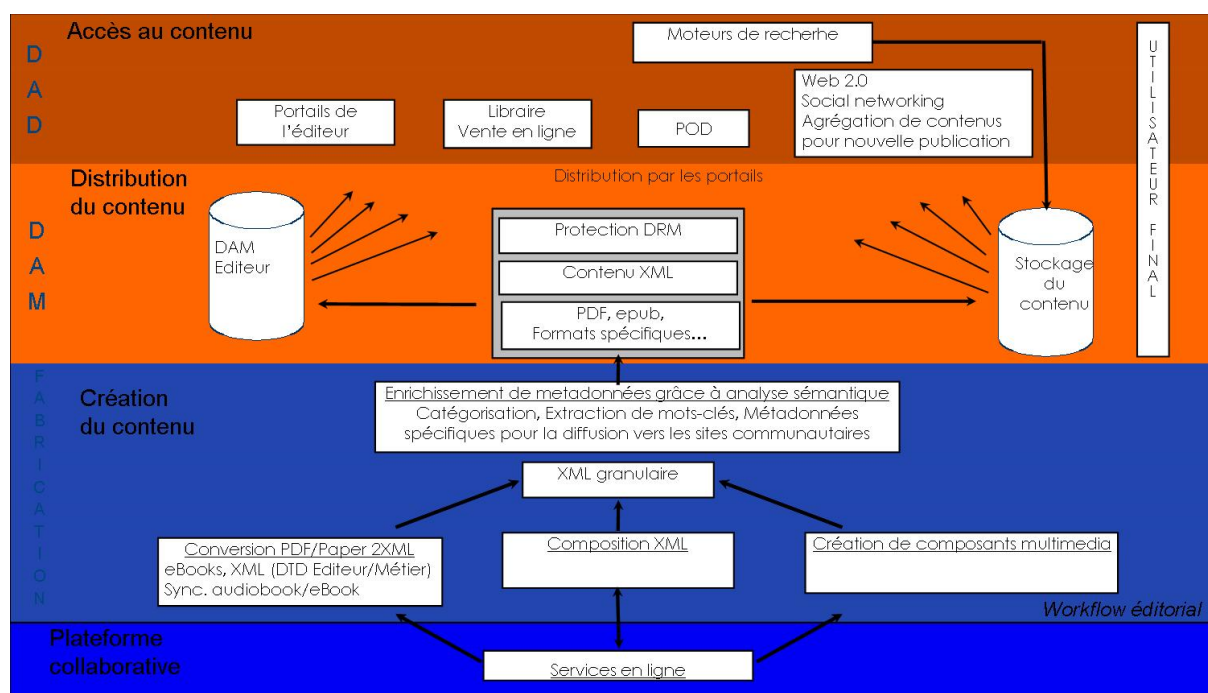 Accès au contenu
DAD
Moteurs de recherhe
Portails de
l'éditeur
Libraire
Vente en ligne
POD
Web 2.0
Social networking
Agrégation de contenus
pour nouvelle publication
UTILISATEUR FINAL
Distribution
du contenu
DAM
Distribution par les portails
DAM
Editeur
Protection DRM
Contenu XML
PDF, epub,
Formats spécifiques...
Stockage
du
contenu
FABRICATION
Création
du contenu
Enrichissement de metadonnées grâce à analyse sémantique
Catégorisation, Extraction de mots-clés, Métadonnées
spécifiques pour la diffusion vers les sites communautaires
XML granulaire
Conversion PDF/Paper 2XML
eBooks, XML (DTD Editeur/Métier)
Sync. audiobook/eBook
Composition XML
Création de composants multimedia
Workflow éditorial
Plateforme
collaborative
Services en ligne